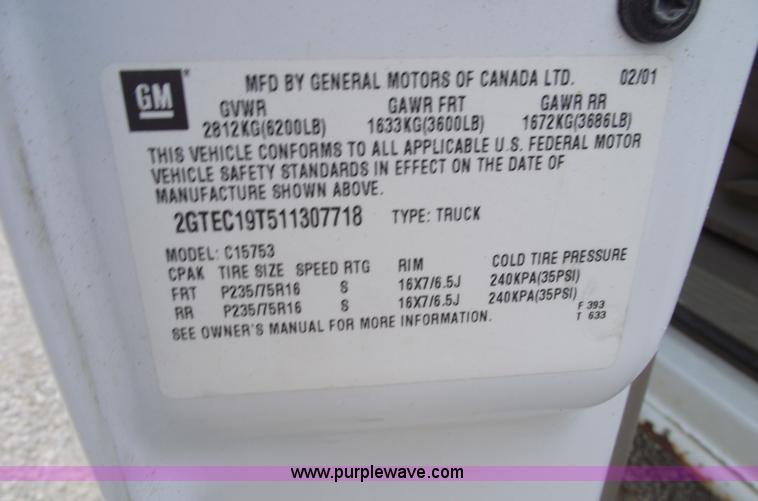 GM
MFD BY GENERAL MOTORS OF CANADA LTD. 02/01
GVWR GAWR FRT GAWR RR
2812KG(6200LB) 1633KG(3600LB) 1672KG(3686LB)
THIS VEHICLE CONFORMS TO ALL APPLICABLE U.S. FEDERAL MOTOR
VEHICLE SAFETY STANDARDS IN EFFECT ON THE DATE OF
MANUFACTURE SHOWN ABOVE.
2GTEC19T511307718 TYPE: TRUCK
MODEL: C15753
CPAK TIRE SIZE SPEED RTG RIM COLD TIRE PRESSURE
FRT P235/75R16 S 16X7/6.5J 240KPA(35PSI)
RR P235/75R16 S 16X7/6.5J 240KPA(35PSI)
SEE OWNER'S MANUAL FOR MORE INFORMATION.
F 393
T 633
www.purplewave.com